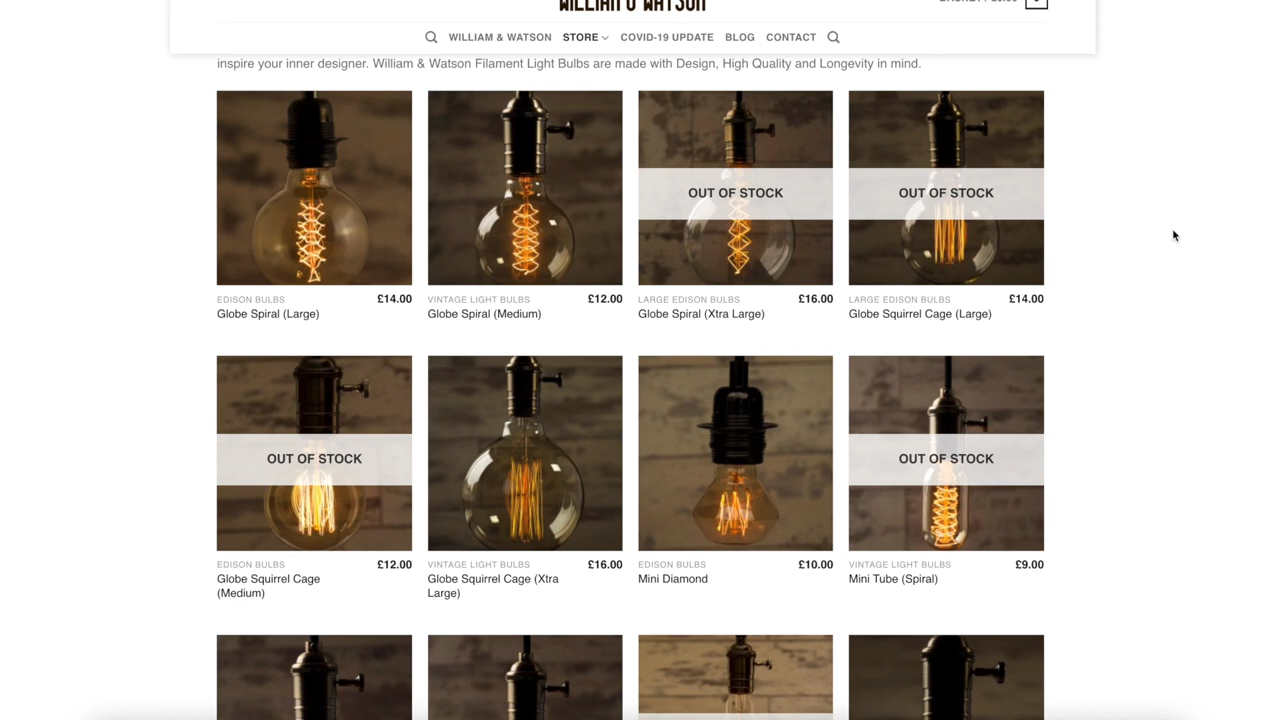 WILLIAM & WATSON
STORE
COVID-19 UPDATE
BLOG
CONTACT
inspire your inner designer. William & Watson Filament Light Bulbs are made with Design, High Quality and Longevity in mind.
OUT OF STOCK
OUT OF STOCK
EDISON BULBS £14.00
Globe Spiral (Large)
VINTAGE LIGHT BULBS £12.00
Globe Spiral (Medium)
LARGE EDISON BULBS £16.00
Globe Spiral (Xtra Large)
LARGE EDISON BULBS £14.00
Globe Squirrel Cage (Large)
OUT OF STOCK
OUT OF STOCK
EDISON BULBS £12.00
Globe Squirrel Cage
(Medium)
VINTAGE LIGHT BULBS £16.00
Globe Squirrel Cage (Xtra
Large)
EDISON BULBS £10.00
Mini Diamond
VINTAGE LIGHT BULBS £9.00
Mini Tube (Spiral)